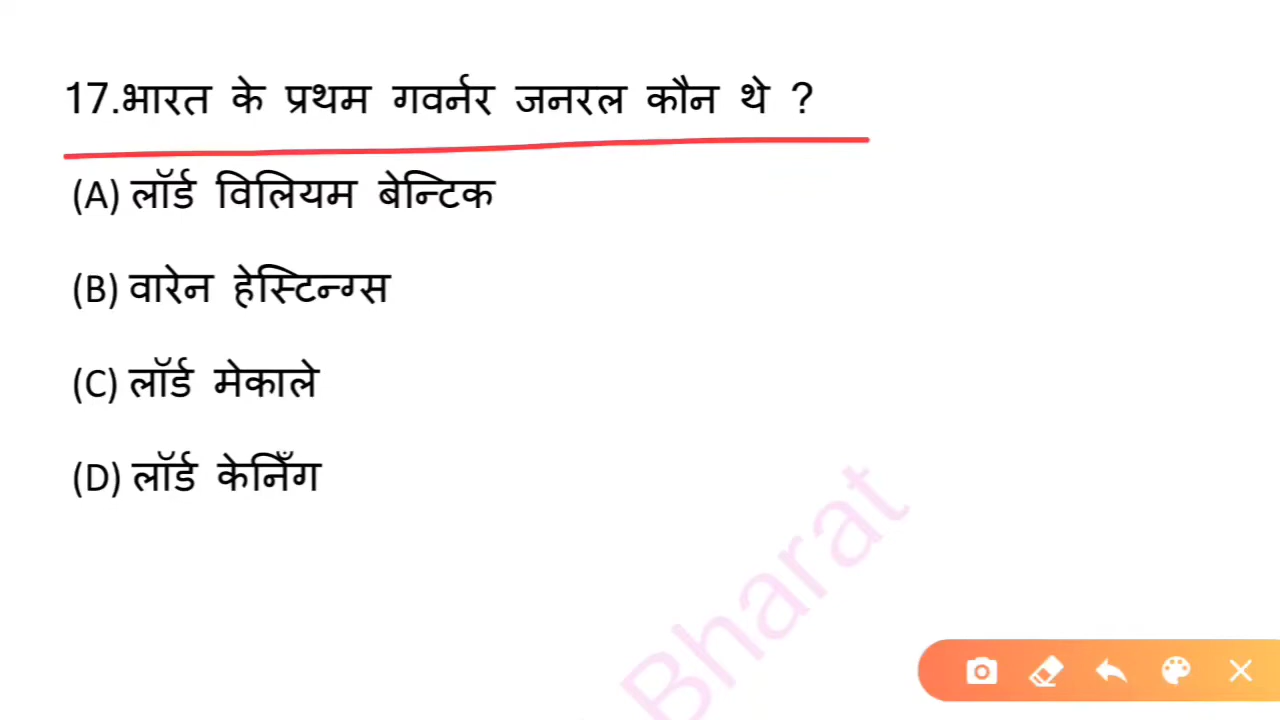 17.भारत के प्रथम गवर्नर जनरल कौन थे ?
(A) लॉर्ड विलियम बेन्टिक
(B) वारेन हेस्टिन्ग्स
(C) लॉर्ड मेकाले
(D) लॉर्ड केनिँग
Bharat